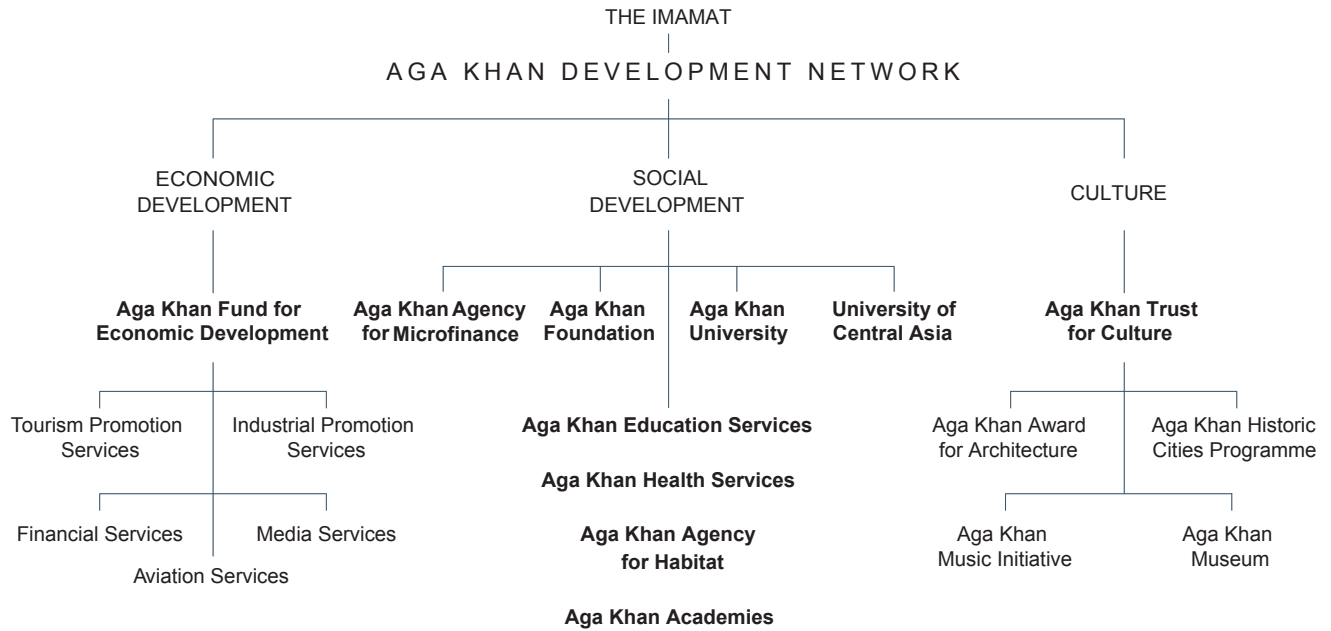 THE IMAMAT
AGA KHAN DEVELOPMENT NETWORK
ECONOMIC
DEVELOPMENT
SOCIAL
DEVELOPMENT
CULTURE
Aga Khan Fund for
Economic Development
Aga Khan Agency
for Microfinance
Aga Khan
Foundation
Aga Khan
University
University of
Central Asia
Aga Khan Trust
for Culture
Tourism Promotion
Services
Industrial Promotion
Services
Financial Services
Media Services
Aviation Services
Aga Khan Education Services
Aga Khan Health Services
Aga Khan Agency
for Habitat
Aga Khan Academies
Aga Khan Award
for Architecture
Aga Khan Historic
Cities Programme
Aga Khan
Music Initiative
Aga Khan
Museum